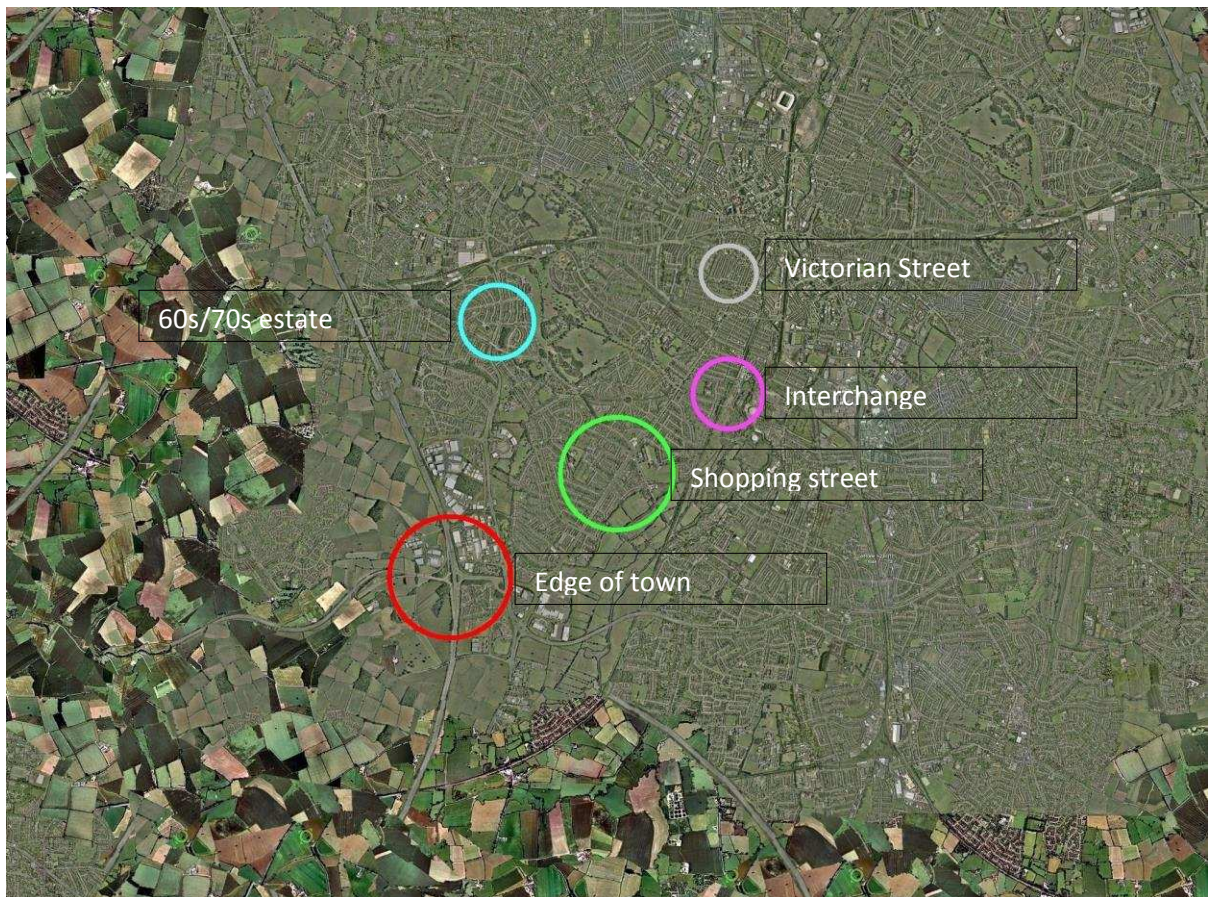 Victorian Street
60s/70s estate
Interchange
Shopping street
Edge of town